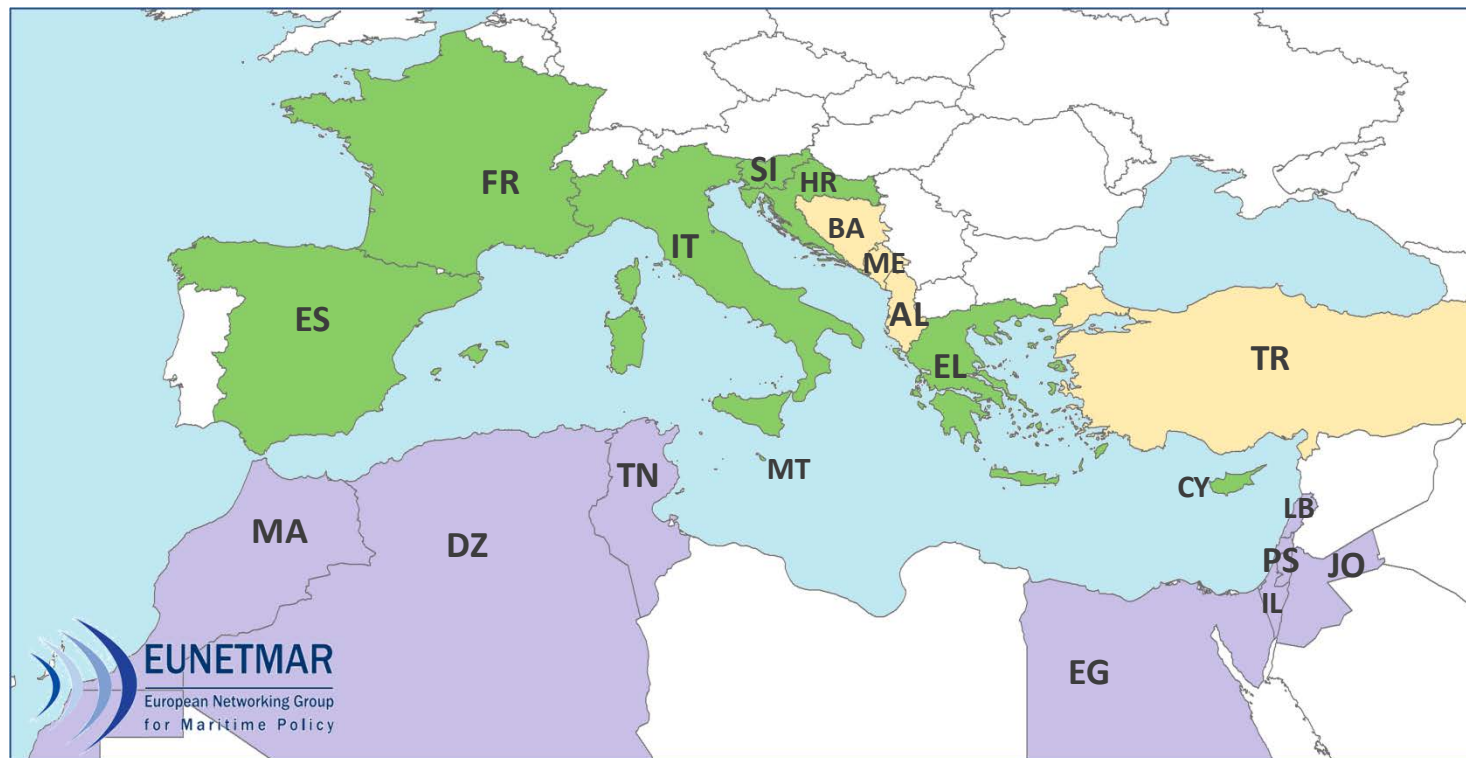 SI
FR
HR
BA
IT
ME
ES
AL
EL
TR
TN
MT
CY
LB
MA
DZ
PS
JO
IL
EUNETMAR
European Networking Group
for Maritime Policy
EG